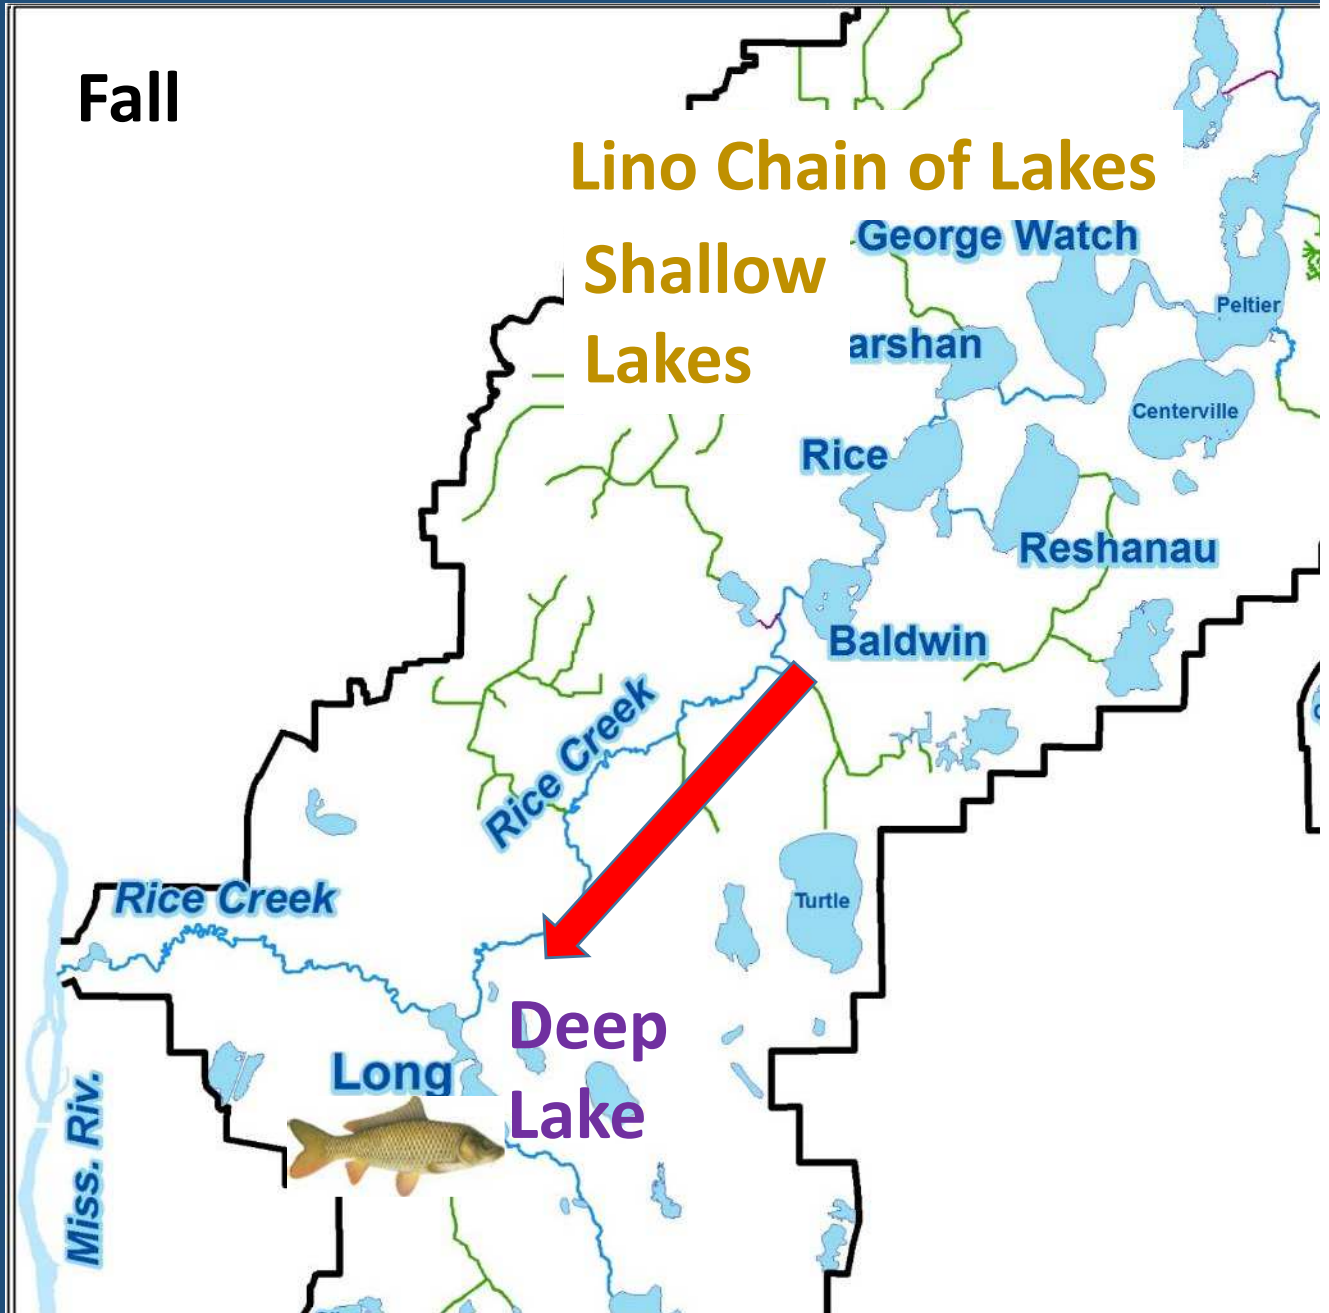 Fall
Lino Chain of Lakes
George Watch
Shallow
Lakes
Peltier
arshan
Centerville
Rice
Reshanau
Baldwin
Rice Creek
Rice Creek
Turtle
Deep
Lake
Long
Miss. Riv.